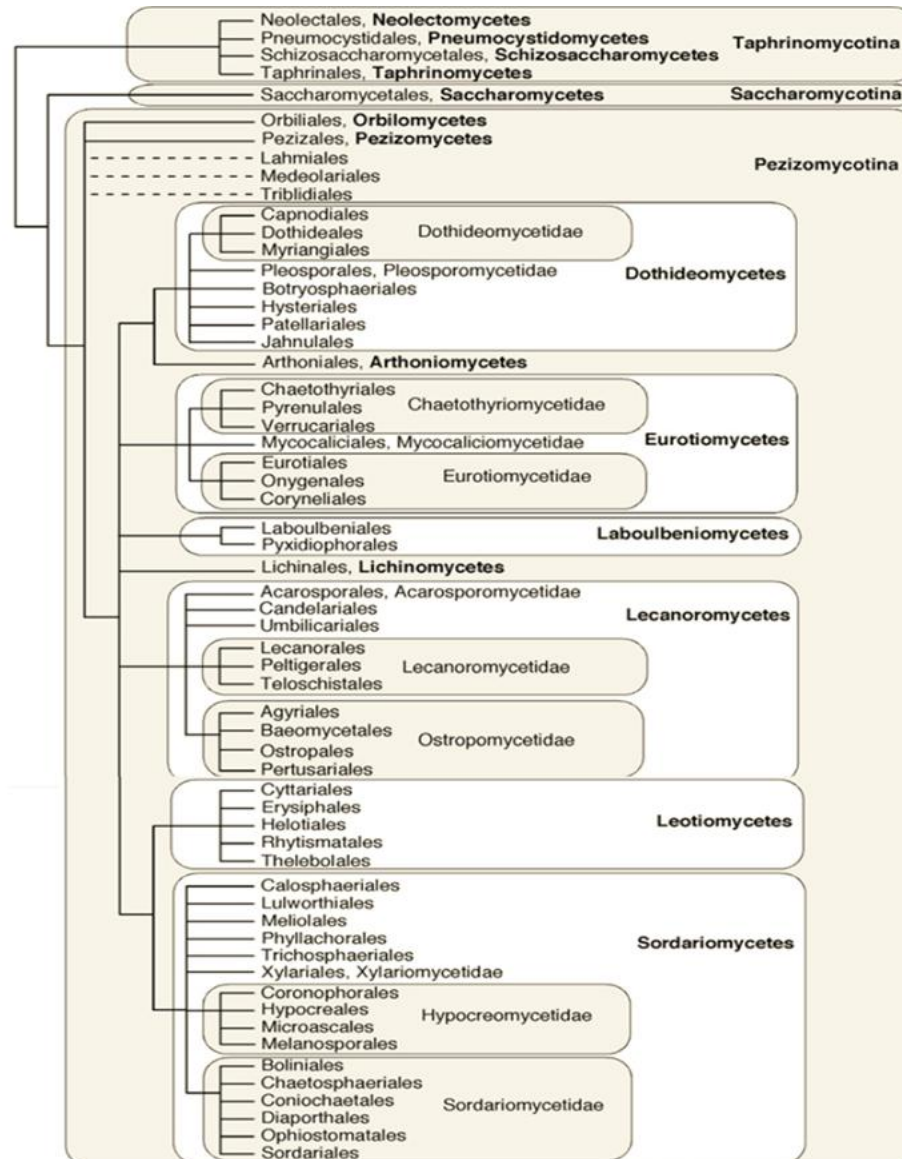 Neolectales, Neolectomycetes
Pneumocystidales, Pneumocystidomycetes
Taphrinomycotina
Schizosaccharomycetales, Schizosaccharomycetes
Taphrinales, Taphrinomycetes
Saccharomycetales, Saccharomycetes
Saccharomycotina
Orbiliales, Orbilomycetes
Pezizales, Pezizomycetes
Lahmiales
Pezizomycotina
Medeolariales
Triblidiales
Capnodiales
Dothideales
Dothideomycetidae
Myriangiales
Pleosporales, Pleosporomycetidae
Dothideomycetes
Botryosphaeriales
Hysteriales
Patellariales
Jahnulales
Arthoniales, Arthoniomycetes
Chaetothyriales
Chaetothyriomycetidae
Pyrenulales
Verrucariales
Eurotiomycetes
Mycocaliciales, Mycocaliciomycetidae
Eurotiales
Onygenales
Eurotiomycetidae
Coryneliales
Laboulbeniales
Laboulbeniomycetes
Pyxidiophorales
Lichinales, Lichinomycetes
Acarosporales, Acarosporomycetidae
Candelariales
Lecanoromycetes
Umbilicariales
Lecanorales
Peltigerales
Lecanoromycetidae
Teloschistales
Agyriales
Baeomycetales
Ostropomycetidae
Ostropales
Pertusariales
Cyttariales
Erysiphales
Helotiales
Leotiomycetes
Rhytismatales
Thelebolales
Calosphaeriales
Lulworthiales
Meliolales
Phyllachorales
Sordariomycetes
Trichosphaeriales
Xylariales, Xylariomycetidae
Coronophorales
Hypocreales
Hypocreomycetidae
Microascales
Melanosporales
Boliniales
Chaetosphaeriales
Coniochaetales
Sordariomycetidae
Diaporthales
Ophiostomatales
Sordariales